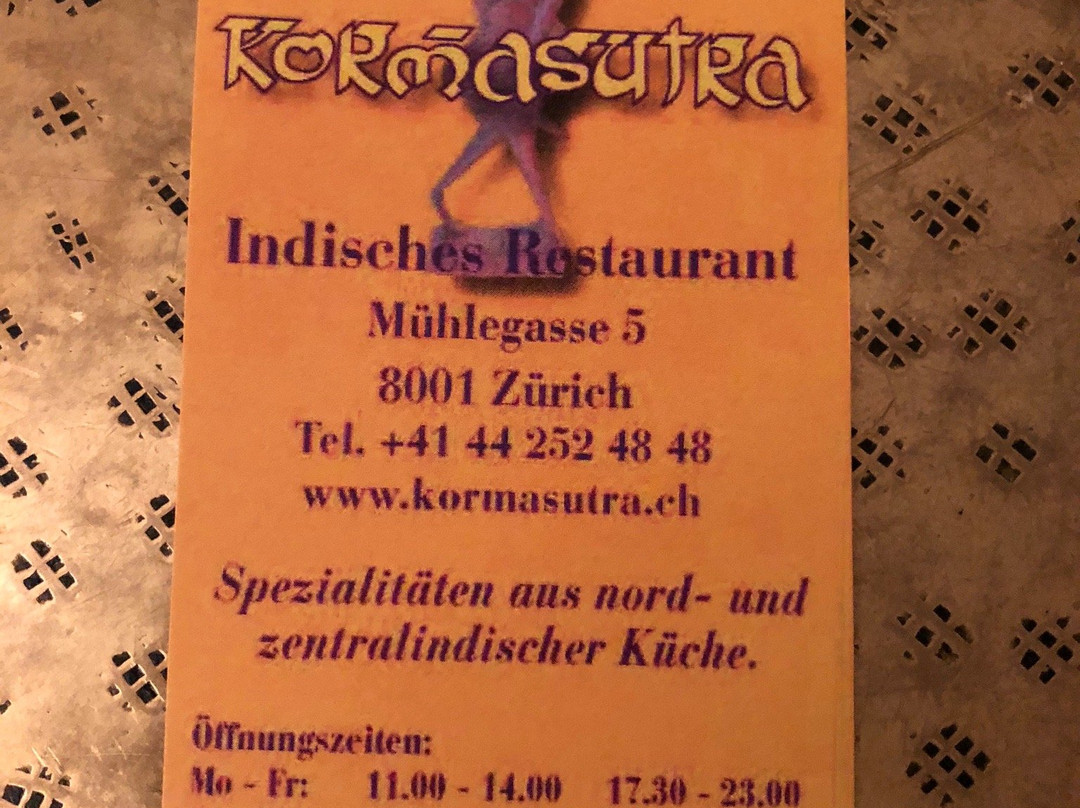 KORMASUTRA
Indisches Restaurant
Mühlegasse 5
8001 Zürich
Tel. +41 44 252 48 48
www.kormasutra.ch
Spezialitäten aus nord- und
zentralindischer Küche.
Öffnungszeiten:
Mo - Fr: 11.00 - 14.00 17.30 - 23.00